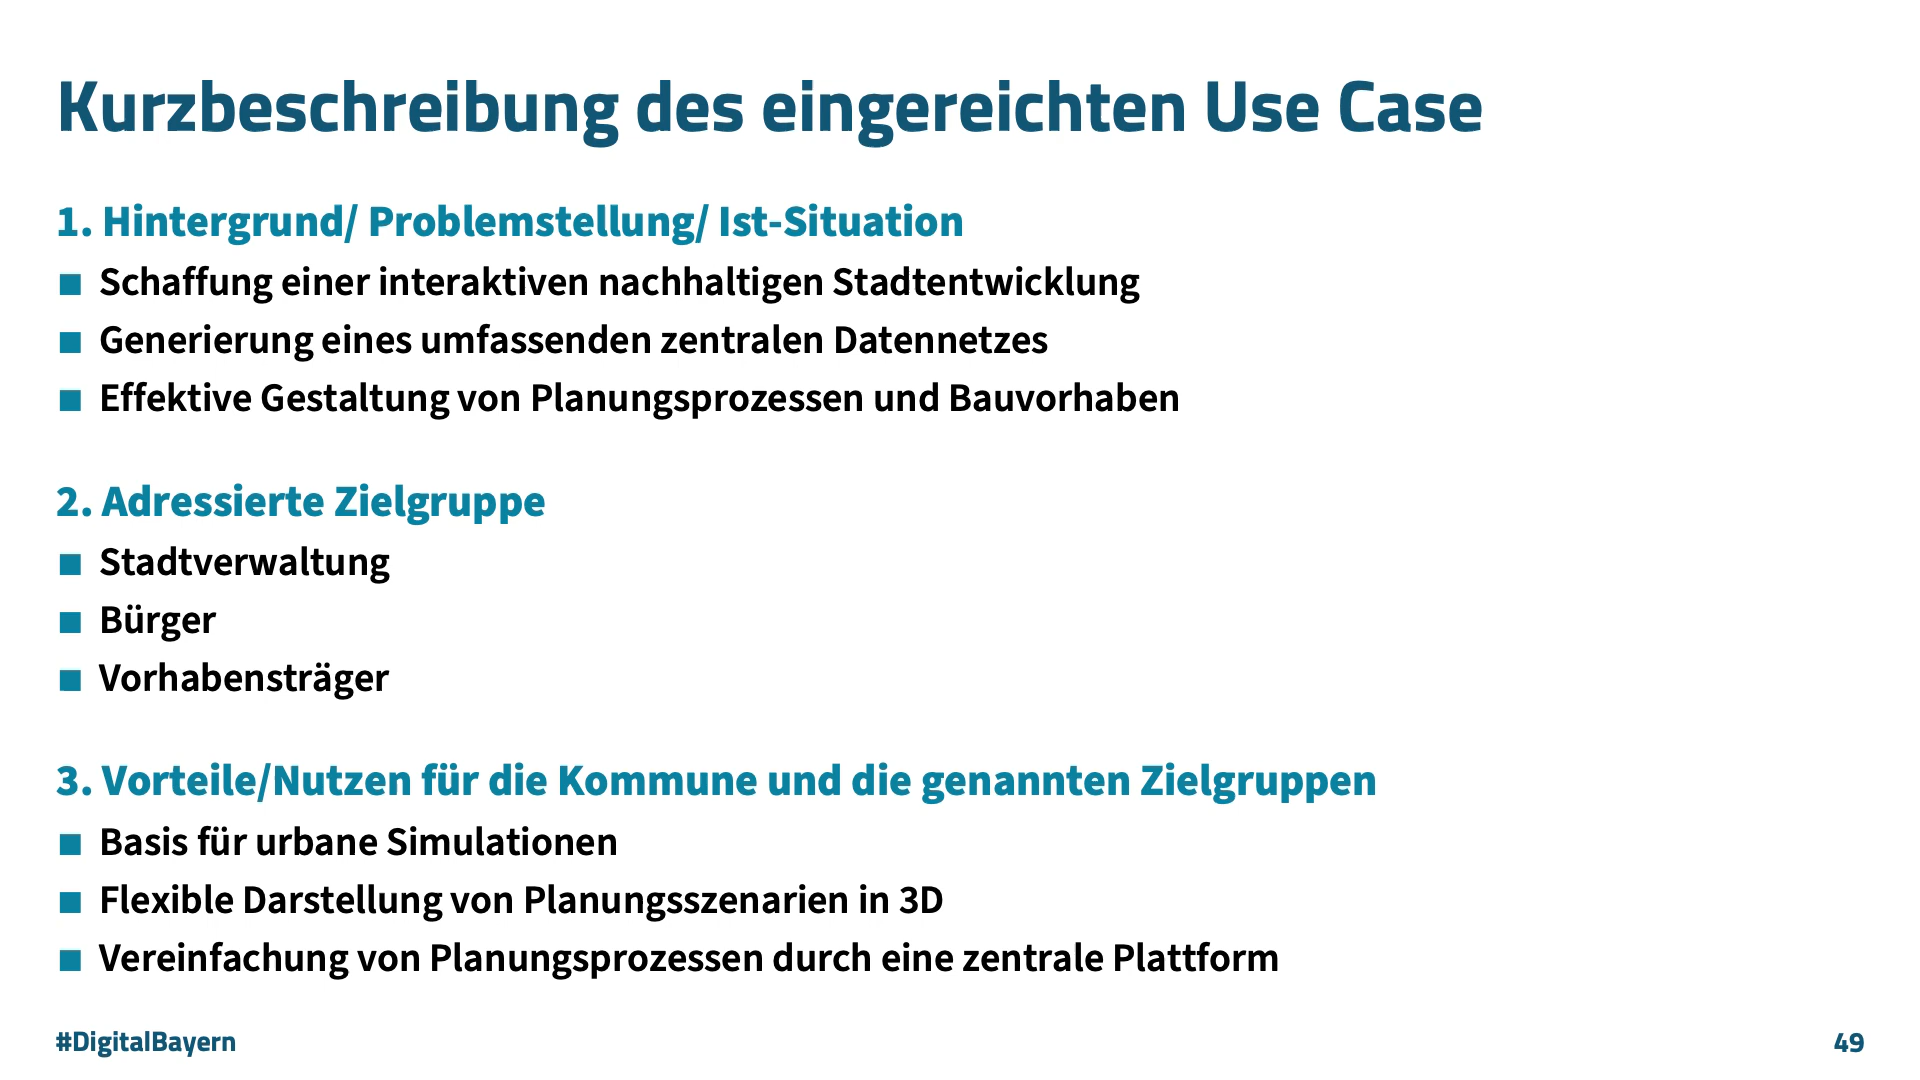 Kurzbeschreibung des eingereichten Use Case
1. Hintergrund/ Problemstellung/ Ist-Situation
■ Schaffung einer interaktiven nachhaltigen Stadtentwicklung
■ Generierung eines umfassenden zentralen Datennetzes
■ Effektive Gestaltung von Planungsprozessen und Bauvorhaben
2. Adressierte Zielgruppe
■ Stadtverwaltung
■ Bürger
■ Vorhabensträger
3. Vorteile/Nutzen für die Kommune und die genannten Zielgruppen
■ Basis für urbane Simulationen
■ Flexible Darstellung von Planungsszenarien in 3D
■ Vereinfachung von Planungsprozessen durch eine zentrale Plattform
#DigitalBayern
49